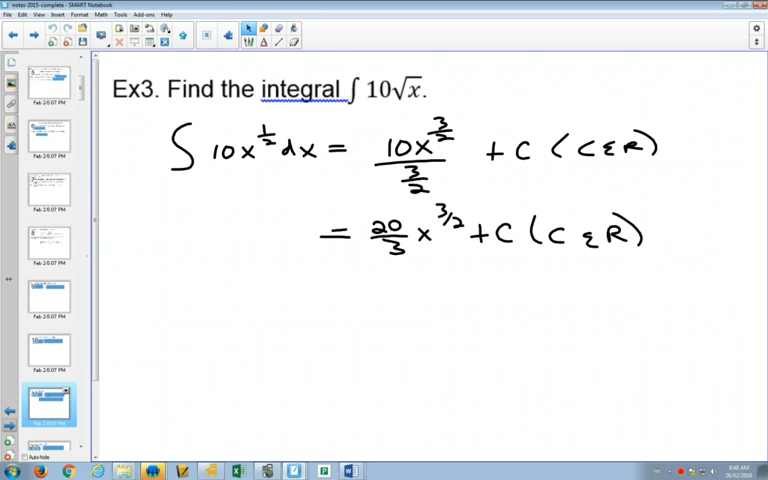 notes-2015-complete - SMART Notebook
File Edit View Insert Format Math Tools Add-ons Help
Ex3. Find the integral ∫ 10√x.
∫ 10x^(1/2) dx = 10x^(3/2) / (3/2) + C (C ε R)
= 20/3 x^(3/2) + C (C ε R)
Feb 2-5:07 PM
Feb 2-5:07 PM
Feb 2-5:07 PM
Feb 2-5:07 PM
Feb 2-5:07 PM
Feb 2-5:07 PM
Feb 2-5:07 PM
Auto-hide
8:48 AM
26/02/2016